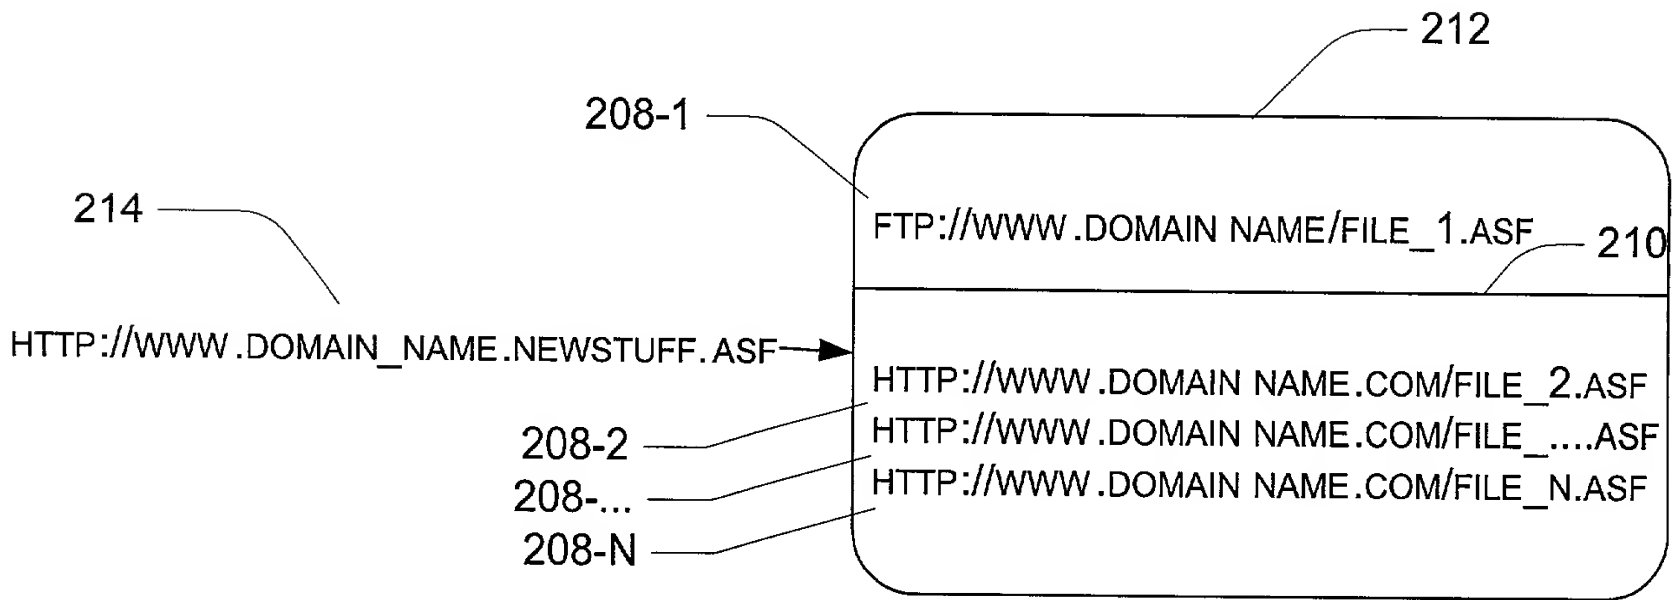 212
208-1
214
FTP://WWW.DOMAIN NAME/FILE_1.ASF
210
HTTP://WWW.DOMAIN_NAME.NEWSTUFF.ASF
HTTP://WWW.DOMAIN NAME.COM/FILE_2.ASF
208-2
HTTP://WWW.DOMAIN NAME.COM/FILE_....ASF
208-...
HTTP://WWW.DOMAIN NAME.COM/FILE_N.ASF
208-N